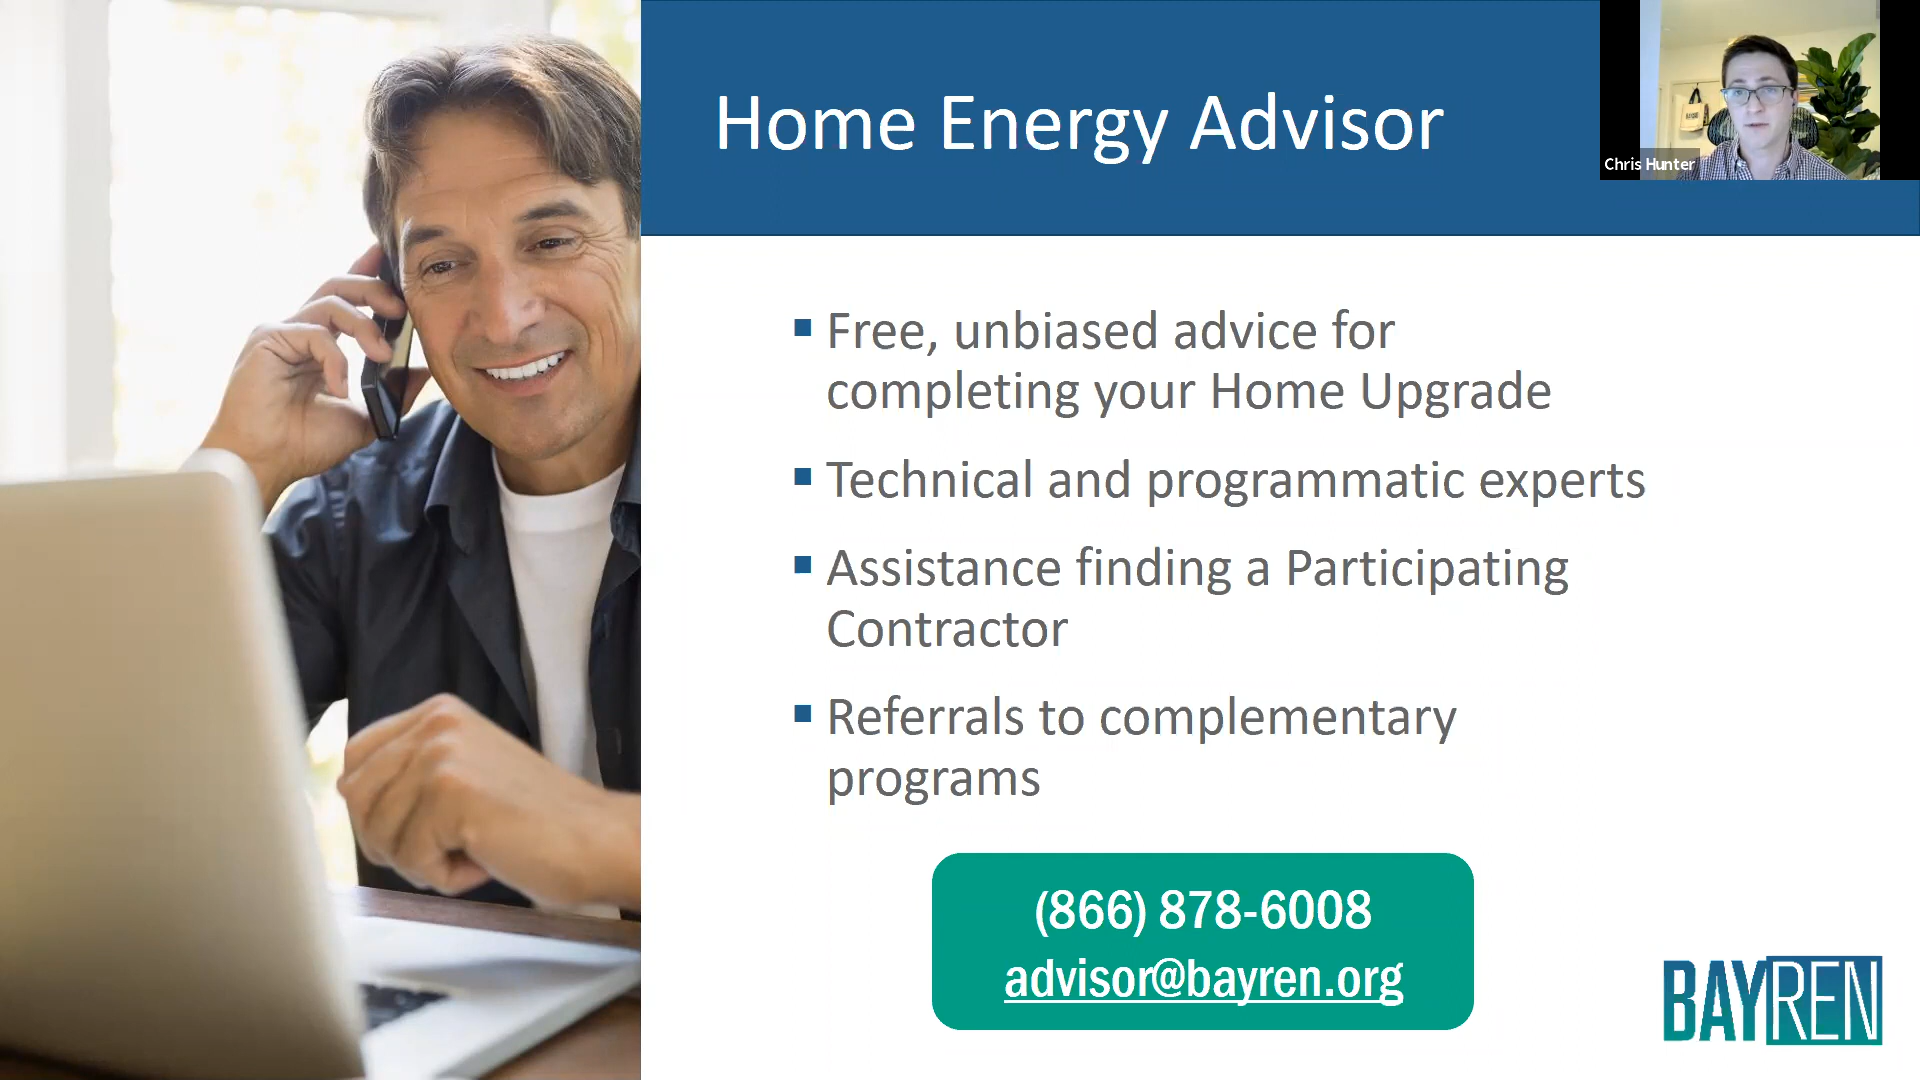 Home Energy Advisor
Chris Hunter
Free, unbiased advice for
completing your Home Upgrade
Technical and programmatic experts
Assistance finding a Participating
Contractor
Referrals to complementary
programs
(866) 878-6008
advisor@bayren.org
BAYREN